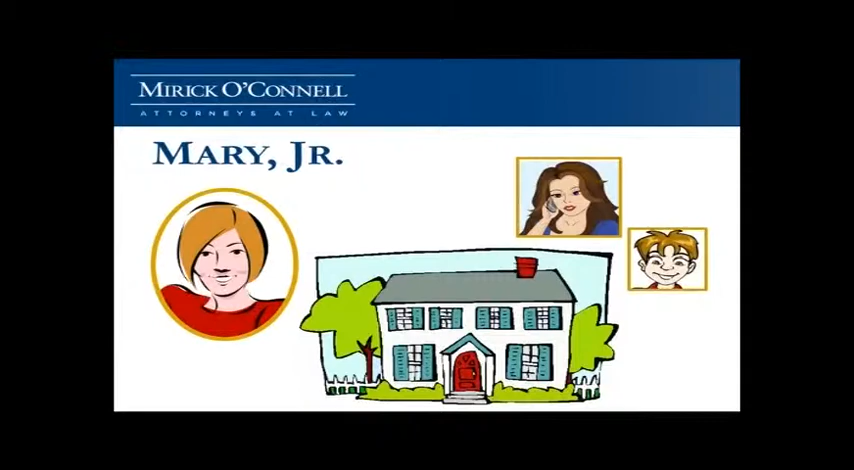 MIRICK O'CONNELL
ATTORNEYS AT LAW
MARY, JR.